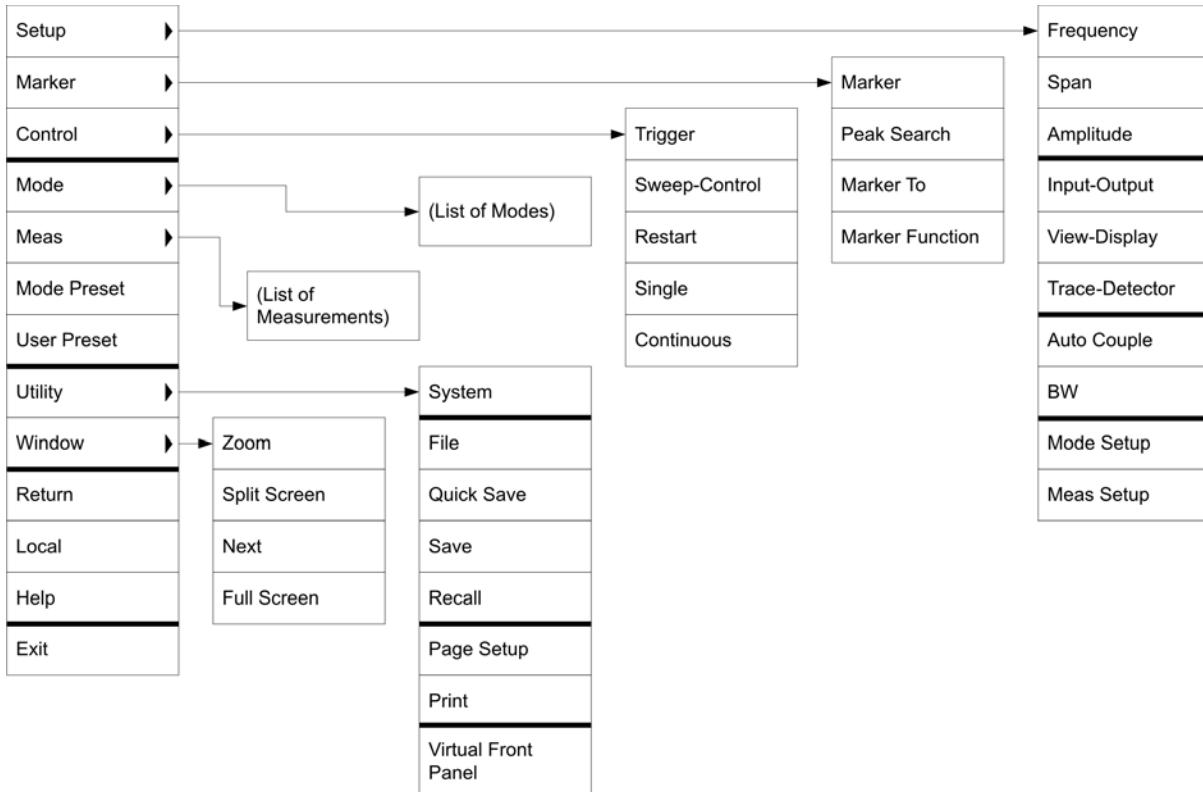 Setup
Marker
Control
Mode
Meas
Mode Preset
User Preset
Utility
Window
Return
Local
Help
Exit
Zoom
Split Screen
Next
Full Screen
(List of
Measurements)
(List of Modes)
System
File
Quick Save
Save
Recall
Page Setup
Print
Virtual Front
Panel
Trigger
Sweep-Control
Restart
Single
Continuous
Marker
Peak Search
Marker To
Marker Function
Frequency
Span
Amplitude
Input-Output
View-Display
Trace-Detector
Auto Couple
BW
Mode Setup
Meas Setup